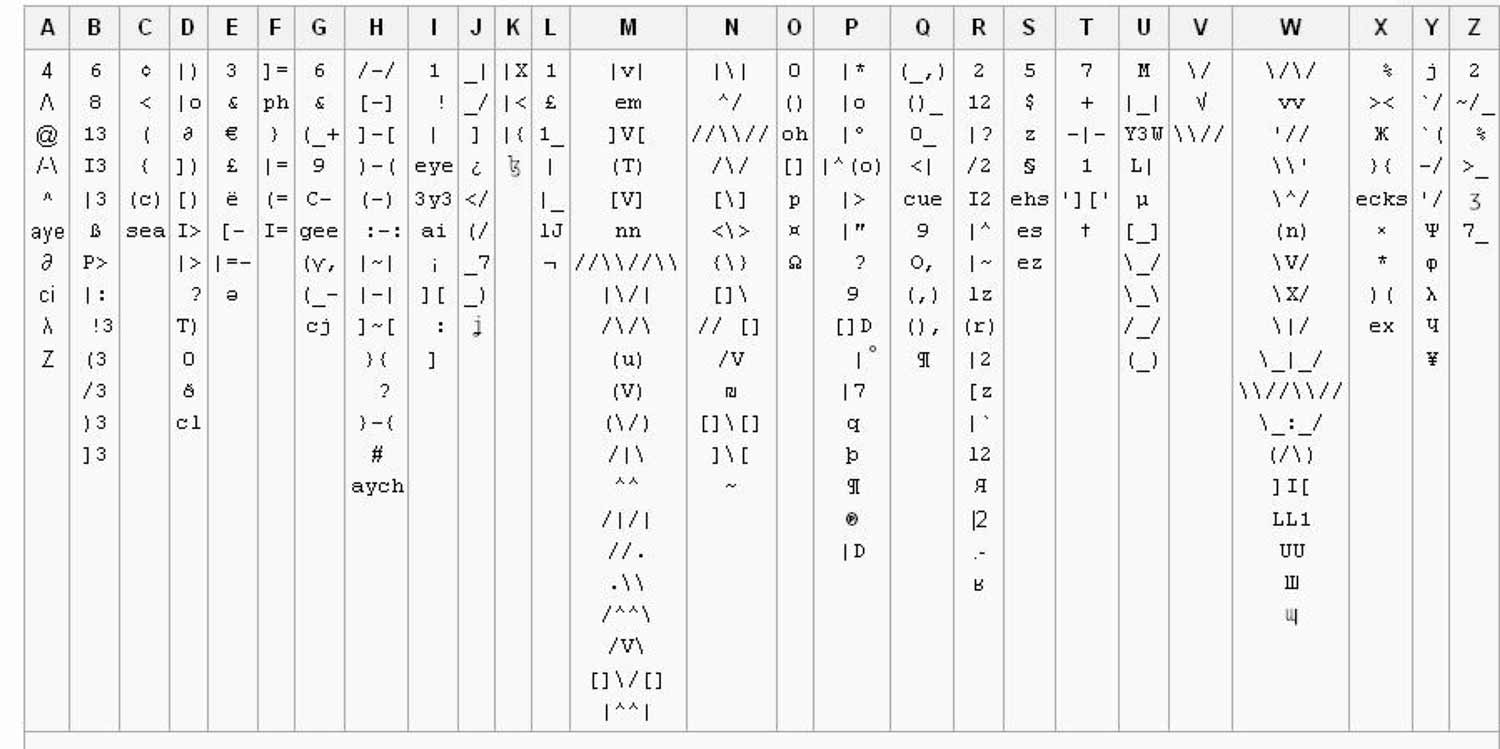 A B C D E F G H I J K L M N O P Q R S T U V W X Y Z
4 6 ¢ |) 3 ]= 6 /-/ 1 _| |X 1 |v| |\| 0 |* (_,) 2 5 7 M \/ \/\/ % j 2
Λ 8 < |o & ph & [-] ! _/ |< £ em ^/ () |o ()_ 12 $ + |_| √ vv >< `/ ~/_
@ 13 ( ∂ € } (_+ ]-[ | ] |{ 1_ ]V[ //\\// oh |° 0_ |? z -|- Y3W \\// '// Ж `( %
/-\ I3 { ]) £ |= 9 )-( eye ¿ | (T) /\/ [] |^(o) <| /2 § 1 L| \\' }{ -/ >_
^ |3 (c) [) ë (= C- (-) 3y3 </ |_ [V] [\] p |> cue I2 ehs '][' µ \^/ ecks '/ ʒ
aye ß sea I> [- I= gee :-: ai (/ lJ nn <\> ¤ |" 9 |^ es † [_] (n) × Ψ 7_
∂ P> |> |=- (γ, |~| ¡ _7 ¬ //\\//\\ {\} Ω ? O, |~ ez \_/ \V/ * φ
ci |: ? ə (_- |-| ][ _) |\/| []\ 9 (,) lz \_\ \X/ )( λ
λ !3 T) cj ]~[ : /\/\ // [] []D (), (r) /_/ \|/ ex Ч
Z (3 0 }{ ] (u) /V |° ¶ |2 (_) \_|_/ ¥
/3 ð ? (V) ₪ |7 [z \\//\\//
)3 cl }-{ (\/) []\[] q |` \_:_/
]3 # /|\ ]\[ þ l2 (/\)
aych ^^ ~ ¶ Я ]I[
/|/| ® |2 LL1
//. |D .- UU
.\\ ʁ Ш
/^^\
/V\
[]\/[]
|^^|